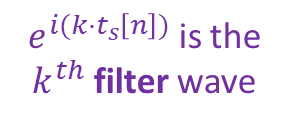 e^{i(k·t_s[n])} is the
k^{th} filter wave